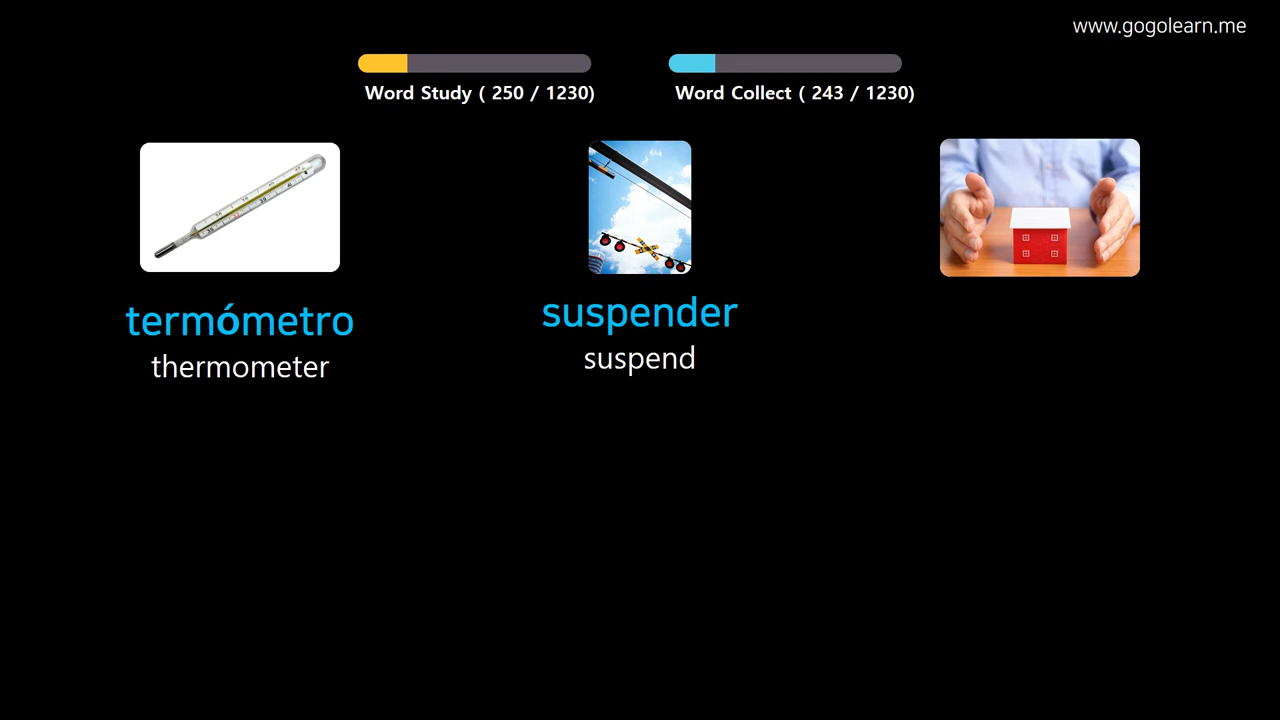 www.gogolearn.me
Word Study ( 250 / 1230)
Word Collect ( 243 / 1230)
termómetro
thermometer
suspender
suspend